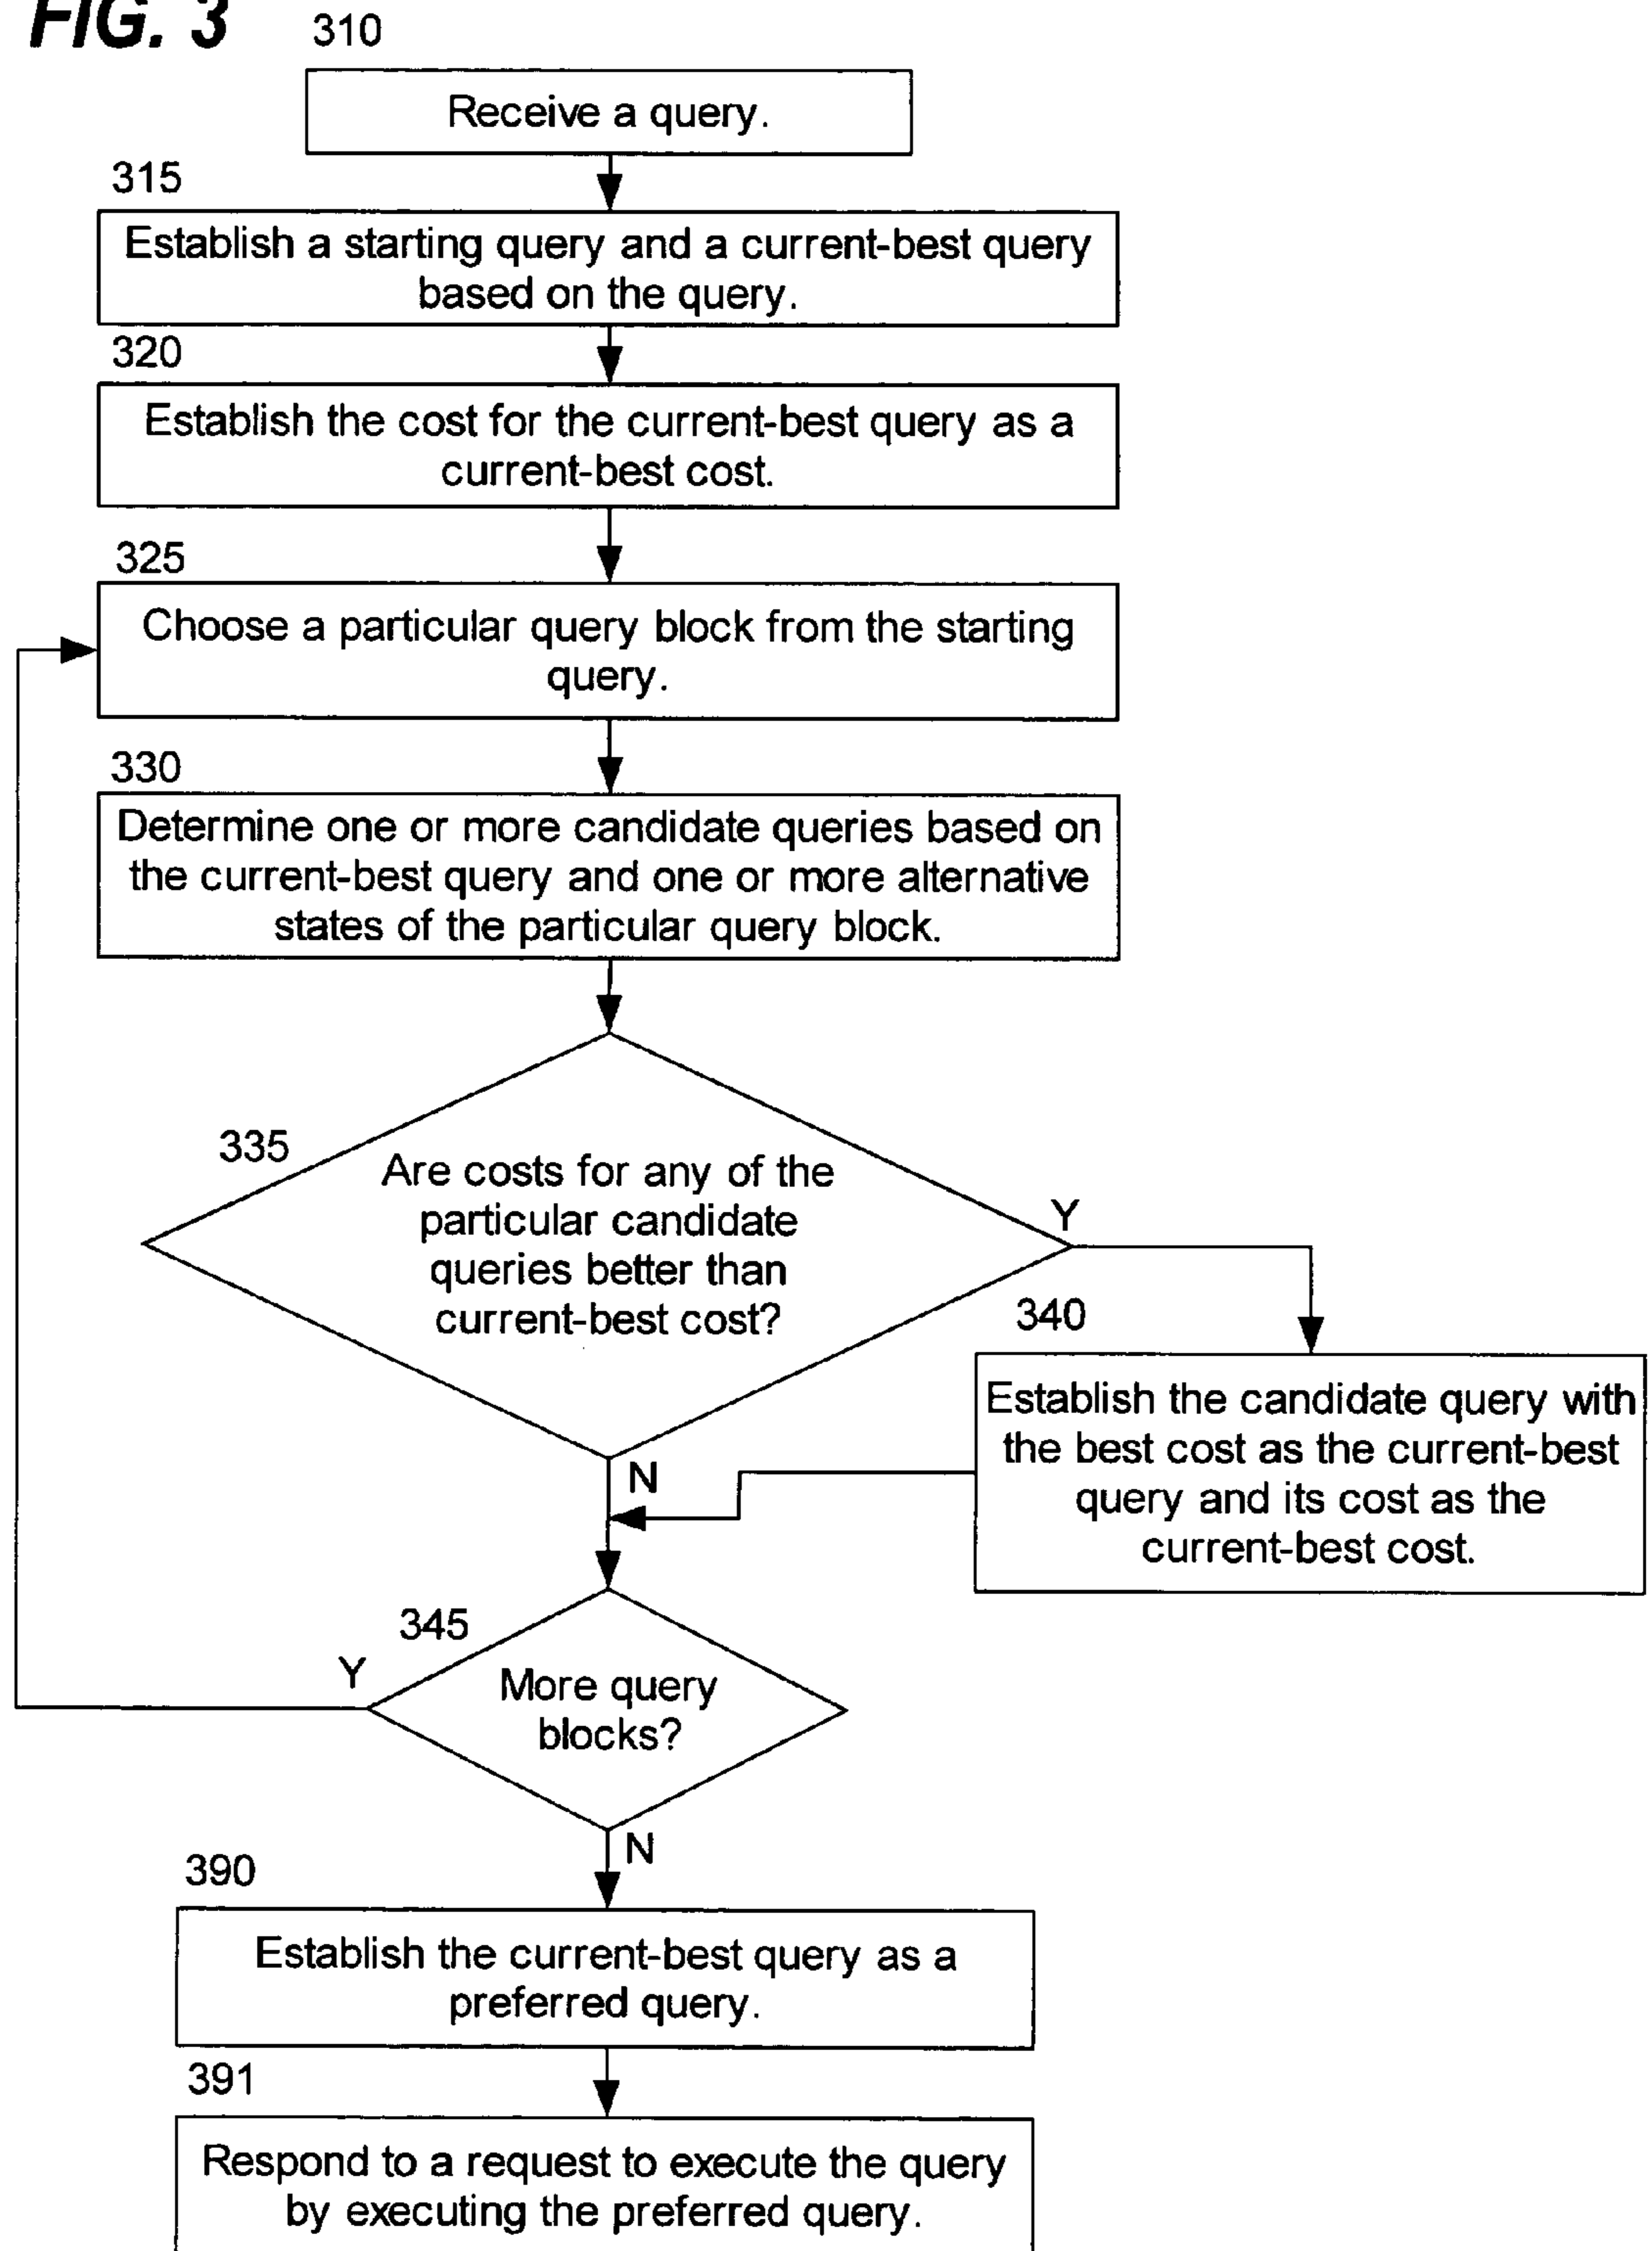 FIG. 3
310
Receive a query.
315
Establish a starting query and a current-best query
based on the query.
320
Establish the cost for the current-best query as a
current-best cost.
325
Choose a particular query block from the starting
query.
330
Determine one or more candidate queries based on
the current-best query and one or more alternative
states of the particular query block.
335
Are costs for any of the
particular candidate
queries better than
current-best cost?
Y
340
Establish the candidate query with
the best cost as the current-best
query and its cost as the
current-best cost.
N
345
Y
More query
blocks?
N
390
Establish the current-best query as a
preferred query.
391
Respond to a request to execute the query
by executing the preferred query.